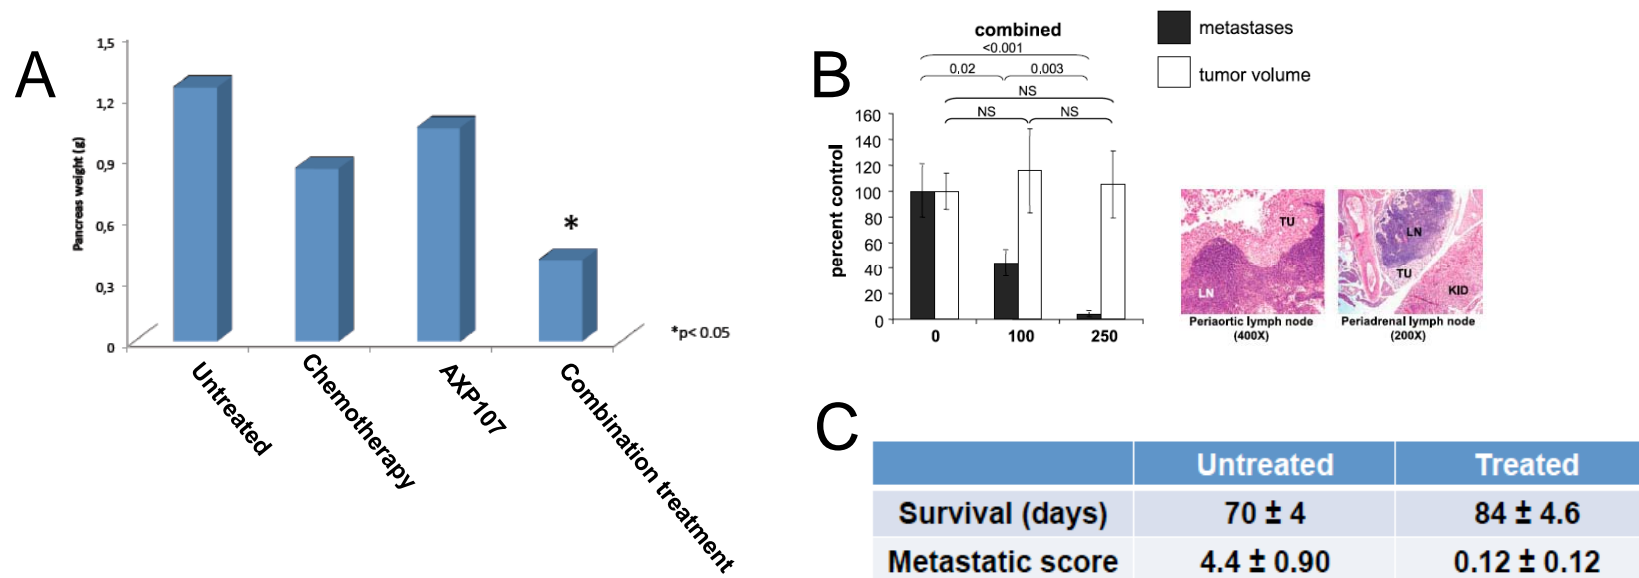 A
Pancreas weight (g)
1,5
1,2
0,9
0,6
0,3
0
*
*p< 0.05
Untreated
Chemotherapy
AXP107
Combination treatment
B
combined
<0.001
0.02
0.003
NS
NS
NS
metastases
tumor volume
percent control
160
140
120
100
80
60
40
20
0
0
100
250
TU
LN
Periaortic lymph node
(400X)
LN
TU
KID
Periadrenal lymph node
(200X)
C
Untreated
Treated
Survival (days)
70 ± 4
84 ± 4.6
Metastatic score
4.4 ± 0.90
0.12 ± 0.12